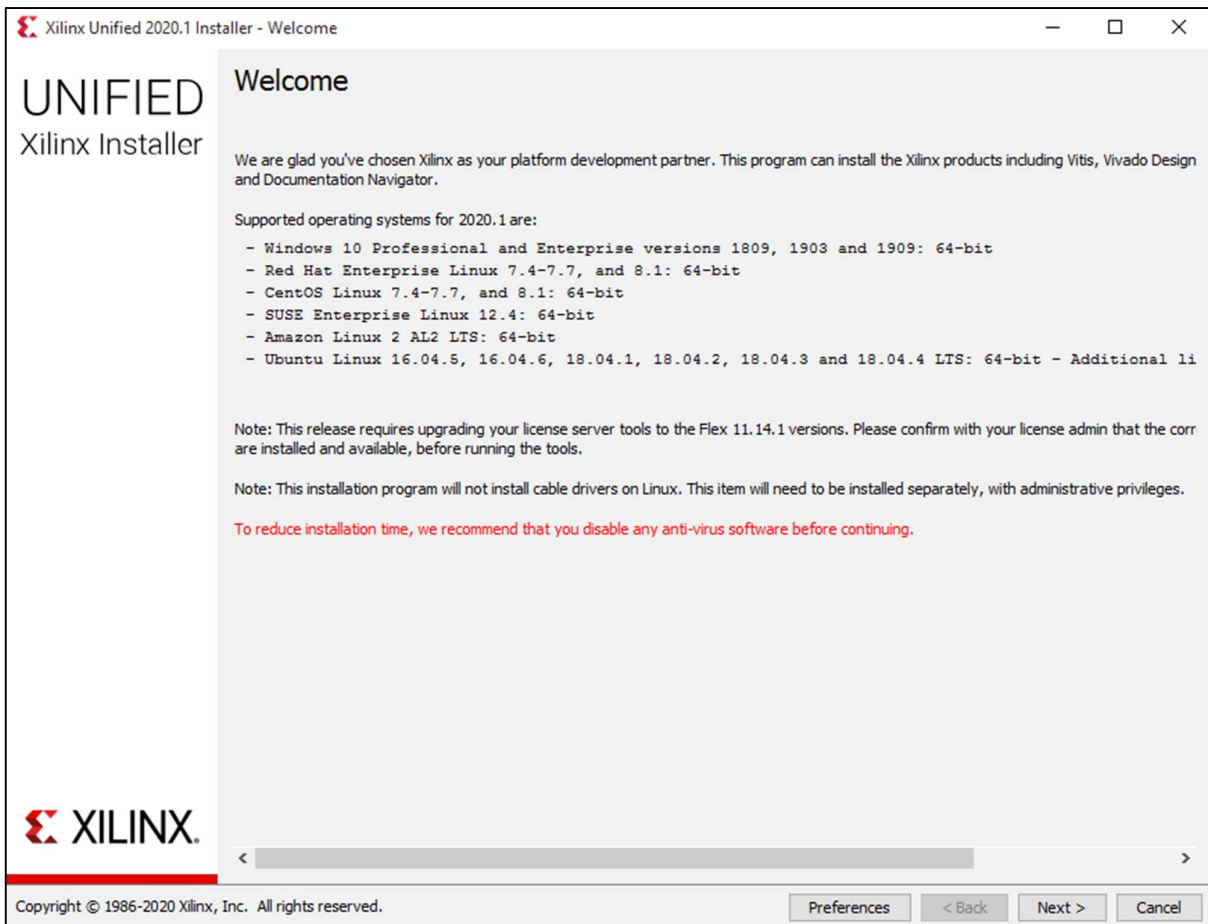 Xilinx Unified 2020.1 Installer - Welcome
UNIFIED
Xilinx Installer
Welcome
We are glad you've chosen Xilinx as your platform development partner. This program can install the Xilinx products including Vitis, Vivado Design
and Documentation Navigator.
Supported operating systems for 2020.1 are:
- Windows 10 Professional and Enterprise versions 1809, 1903 and 1909: 64-bit
- Red Hat Enterprise Linux 7.4-7.7, and 8.1: 64-bit
- CentOS Linux 7.4-7.7, and 8.1: 64-bit
- SUSE Enterprise Linux 12.4: 64-bit
- Amazon Linux 2 AL2 LTS: 64-bit
- Ubuntu Linux 16.04.5, 16.04.6, 18.04.1, 18.04.2, 18.04.3 and 18.04.4 LTS: 64-bit - Additional li
Note: This release requires upgrading your license server tools to the Flex 11.14.1 versions. Please confirm with your license admin that the corr
are installed and available, before running the tools.
Note: This installation program will not install cable drivers on Linux. This item will need to be installed separately, with administrative privileges.
To reduce installation time, we recommend that you disable any anti-virus software before continuing.
XILINX.
Copyright © 1986-2020 Xilinx, Inc. All rights reserved.
Preferences
< Back
Next >
Cancel